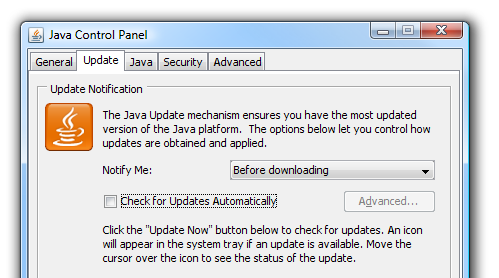 Java Control Panel
General Update Java Security Advanced
Update Notification
The Java Update mechanism ensures you have the most updated
version of the Java platform. The options below let you control how
updates are obtained and applied.
Notify Me: Before downloading
Check for Updates Automatically Advanced...
Click the "Update Now" button below to check for updates. An icon
will appear in the system tray if an update is available. Move the
cursor over the icon to see the status of the update.